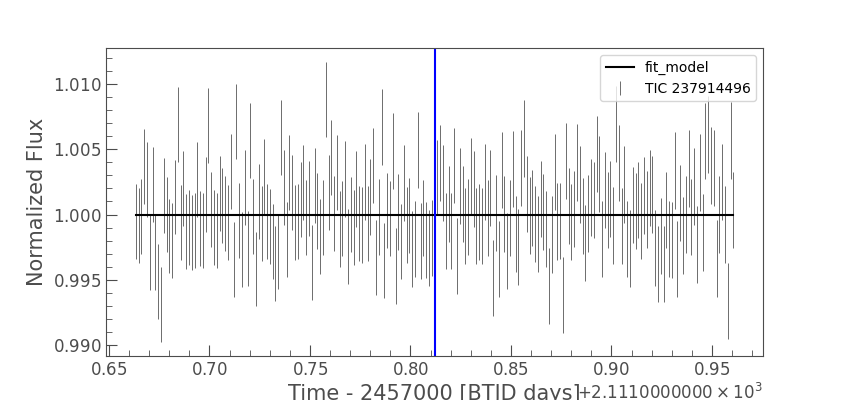 fit_model
TIC 237914496
1.010
1.005
1.000
0.995
0.990
Normalized Flux
0.65 0.70 0.75 0.80 0.85 0.90 0.95
Time - 2457000 [BTJD days]
+2.1110000000 × 10³